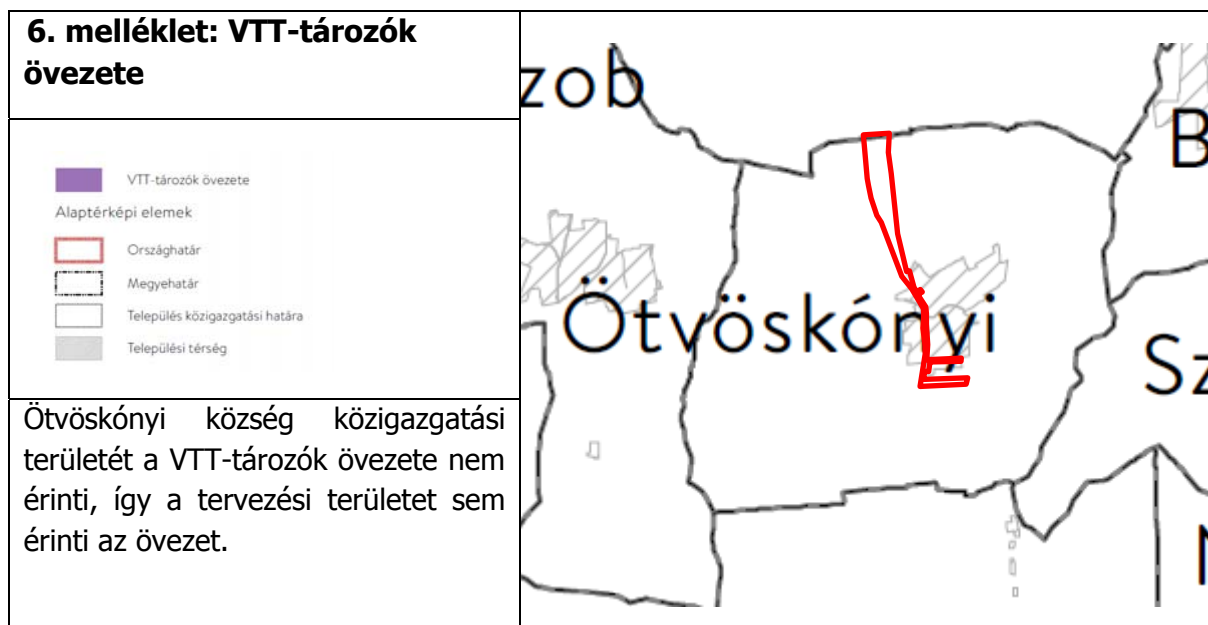 6. melléklet: VTT-tározók
övezete
VTT-tározók övezete
Alaptérképi elemek
Országhatár
Megyehatár
Település közigazgatási határa
Települési térség
Ötvöskónyi község közigazgatási
területét a VTT-tározók övezete nem
érinti, így a tervezési területet sem
érinti az övezet.
zob
B
Ötvöskónyi
Sz